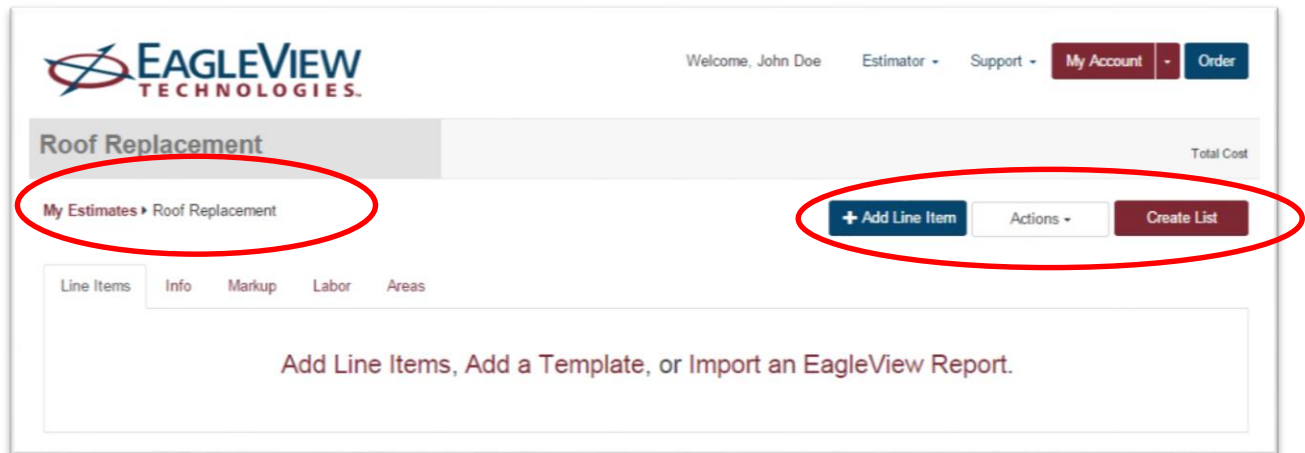 EAGLEVIEW
TECHNOLOGIES.
Welcome, John Doe Estimator Support My Account Order
Roof Replacement
Total Cost
My Estimates Roof Replacement
+ Add Line Item Actions Create List
Line Items Info Markup Labor Areas
Add Line Items, Add a Template, or Import an EagleView Report.